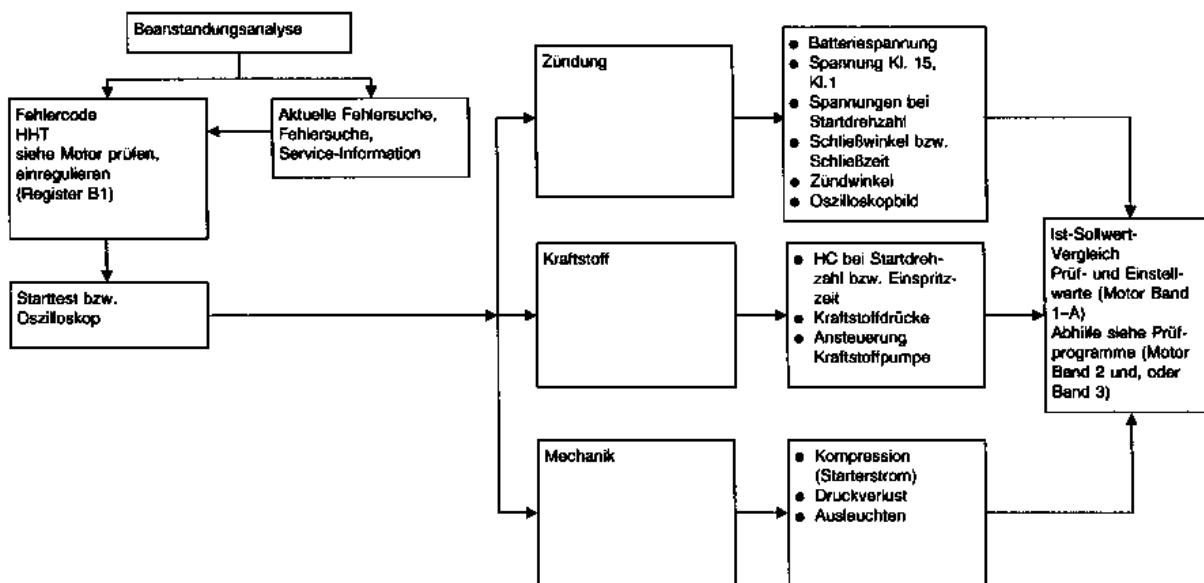 Beanstandungsanalyse
Fehlercode
HHT
siehe Motor prüfen,
einregulieren
(Register B1)
Aktuelle Fehlersuche,
Fehlersuche,
Service-Information
Starttest bzw.
Oszilloskop
Zündung
● Batteriespannung
● Spannung Kl. 15,
Kl.1
● Spannungen bei
Startdrehzahl
● Schließwinkel bzw.
Schließzeit
● Zündwinkel
● Oszilloskopbild
Kraftstoff
● HC bei Startdreh-
zahl bzw. Einspritz-
zeit
● Kraftstoffdrücke
● Ansteuerung
Kraftstoffpumpe
Mechanik
● Kompression
(Starterstrom)
● Druckverlust
● Ausleuchten
Ist-Sollwert-
Vergleich
Prüf- und Einstell-
werte (Motor Band
1–A)
Abhilfe siehe Prüf-
programme (Motor
Band 2 und, oder
Band 3)